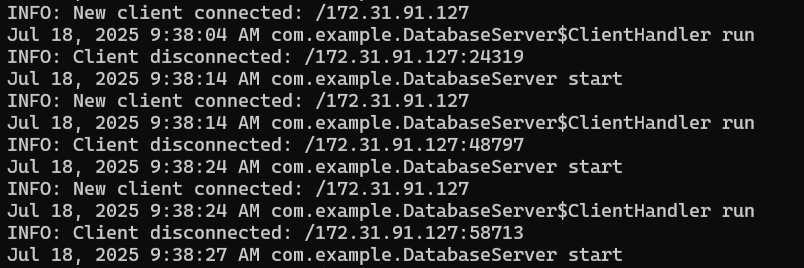 INFO: New client connected: /172.31.91.127
Jul 18, 2025 9:38:04 AM com.example.DatabaseServer$ClientHandler run
INFO: Client disconnected: /172.31.91.127:24319
Jul 18, 2025 9:38:14 AM com.example.DatabaseServer start
INFO: New client connected: /172.31.91.127
Jul 18, 2025 9:38:14 AM com.example.DatabaseServer$ClientHandler run
INFO: Client disconnected: /172.31.91.127:48797
Jul 18, 2025 9:38:24 AM com.example.DatabaseServer start
INFO: New client connected: /172.31.91.127
Jul 18, 2025 9:38:24 AM com.example.DatabaseServer$ClientHandler run
INFO: Client disconnected: /172.31.91.127:58713
Jul 18, 2025 9:38:27 AM com.example.DatabaseServer start